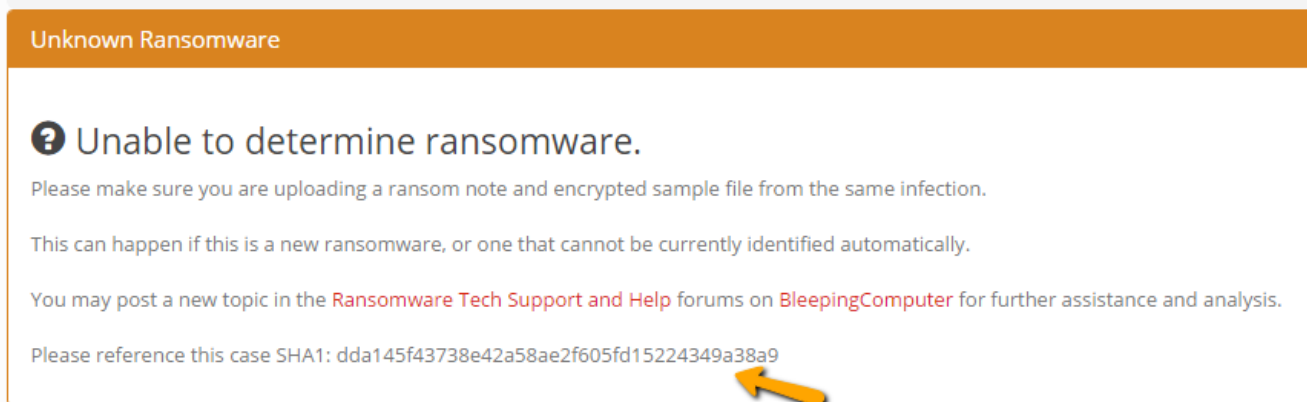 Unknown Ransomware
Unable to determine ransomware.
Please make sure you are uploading a ransom note and encrypted sample file from the same infection.
This can happen if this is a new ransomware, or one that cannot be currently identified automatically.
You may post a new topic in the Ransomware Tech Support and Help forums on BleepingComputer for further assistance and analysis.
Please reference this case SHA1: dda145f43738e42a58ae2f605fd15224349a38a9